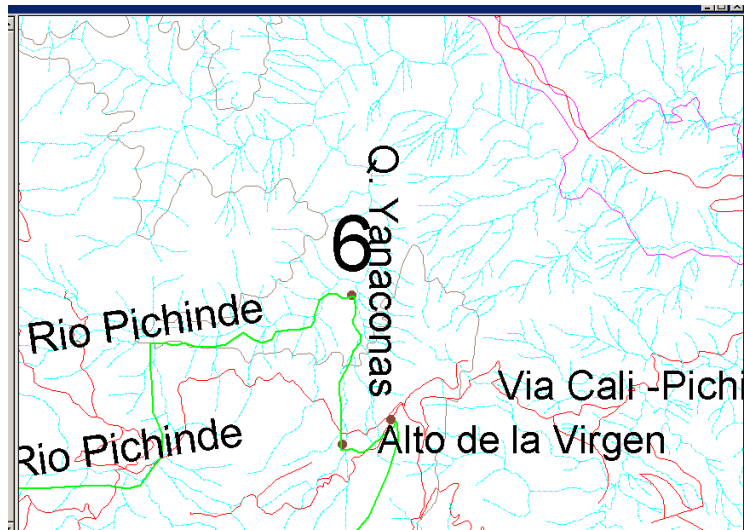 Q. Yanaconas
6
Rio Pichinde
Via Cali -Pichi
Rio Pichinde
Alto de la Virgen